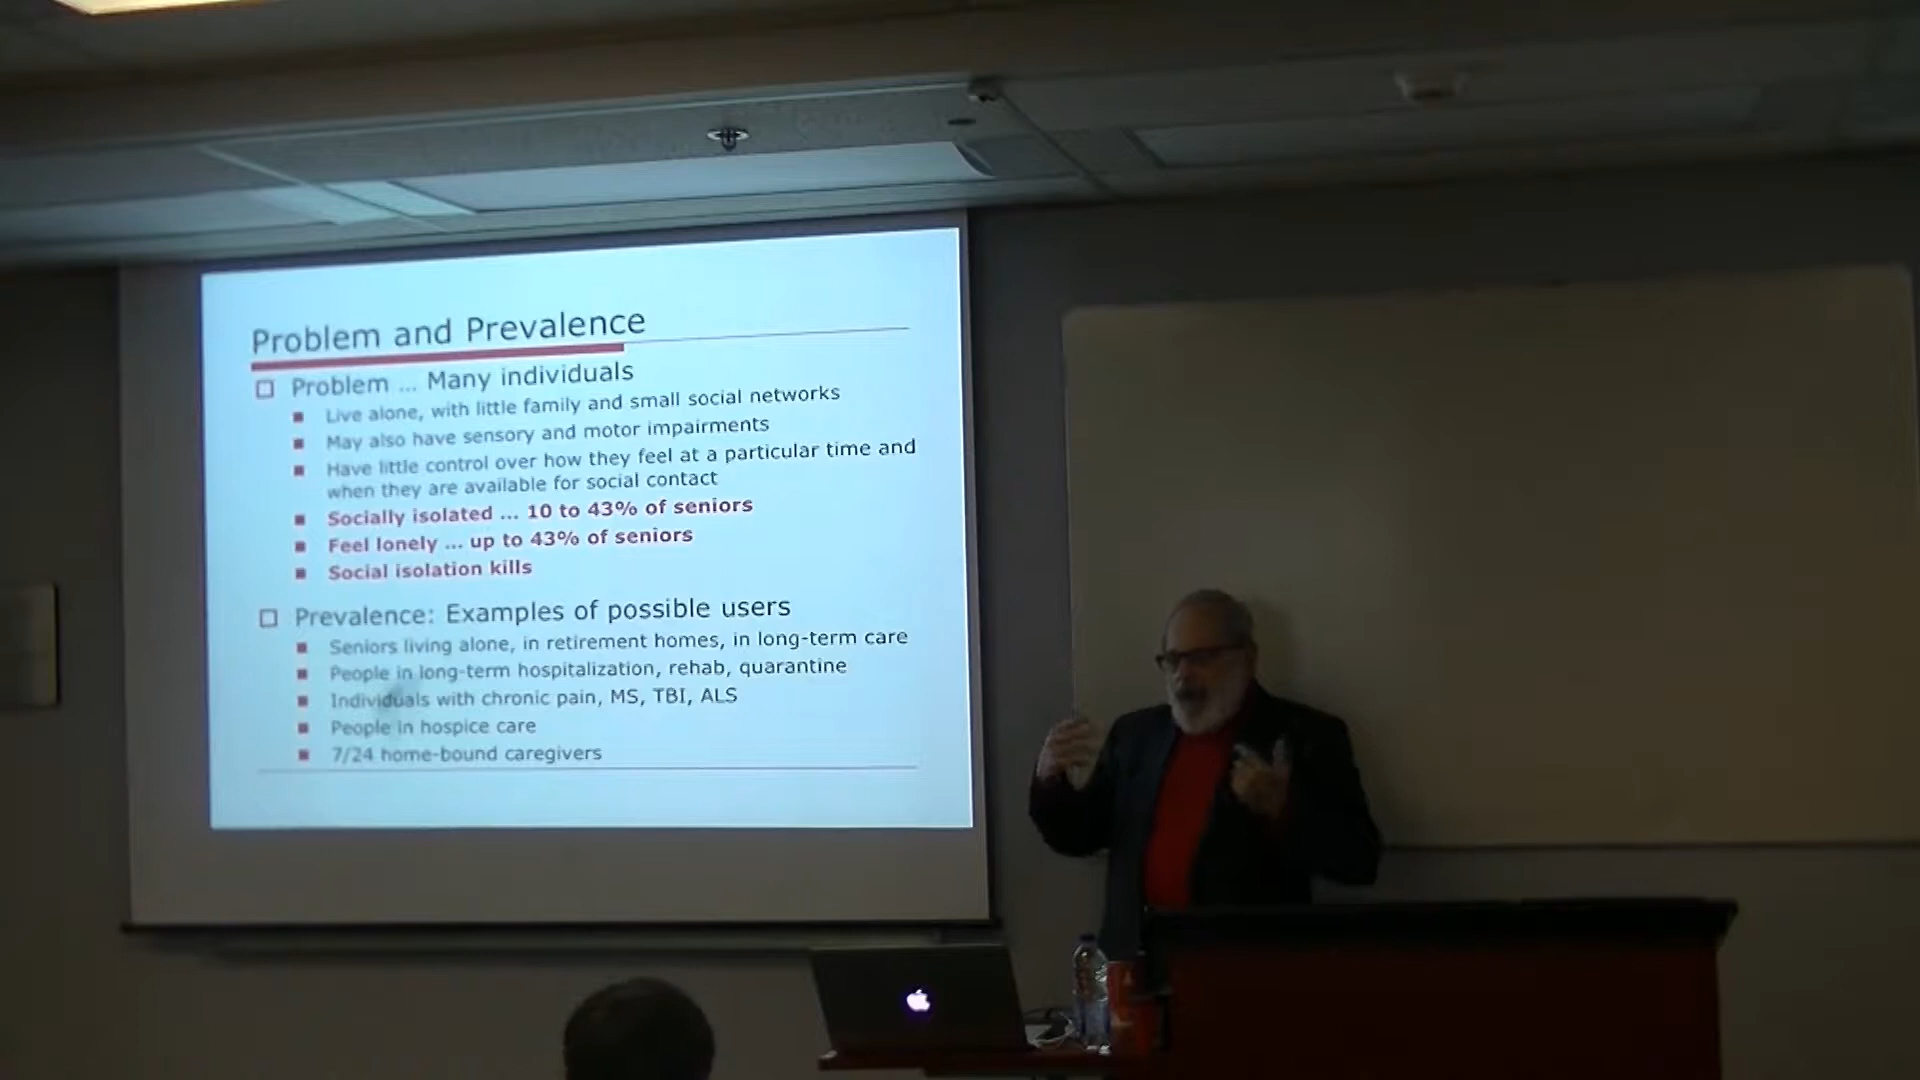 Problem and Prevalence
Problem ... Many individuals
Live alone, with little family and small social networks
May also have sensory and motor impairments
Have little control over how they feel at a particular time and
when they are available for social contact
Socially isolated ... 10 to 43% of seniors
Feel lonely ... up to 43% of seniors
Social isolation kills
Prevalence: Examples of possible users
Seniors living alone, in retirement homes, in long-term care
People in long-term hospitalization, rehab, quarantine
Individuals with chronic pain, MS, TBI, ALS
People in hospice care
7/24 home-bound caregivers